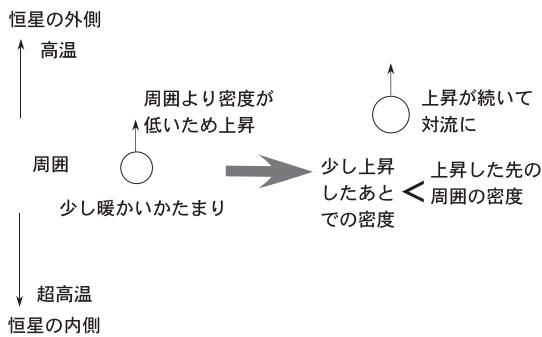 恒星の外側
高温
周囲より密度が
低いため上昇
周囲
少し暖かいかたまり
超高温
恒星の内側
上昇が続いて
対流に
少し上昇
したあと
での密度
<
上昇した先の
周囲の密度